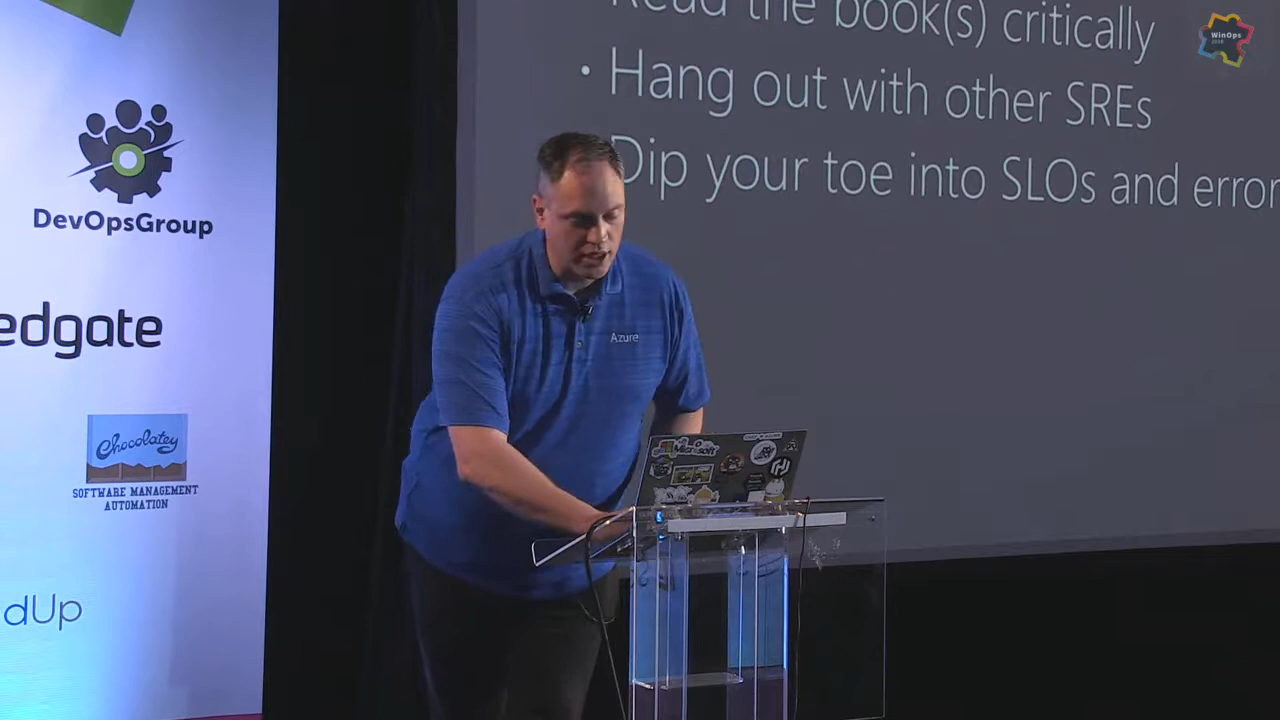 Read the book(s) critically
• Hang out with other SREs
Dip your toe into SLOs and error
WinOps
DevOpsGroup
edgate
Chocolatey
SOFTWARE MANAGEMENT
AUTOMATION
dUp
Azure
Microsoft